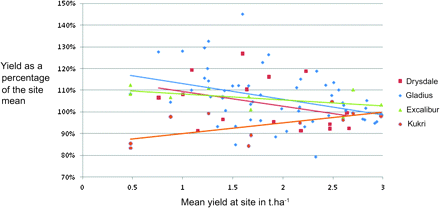 150%
140%
130%
120%
110%
100%
90%
80%
70%
Yield as a
percentage
of the site
mean
Drysdale
Gladius
Excalibur
Kukri
0 0.5 1 1.5 2 2.5 3
Mean yield at site in t.ha-1